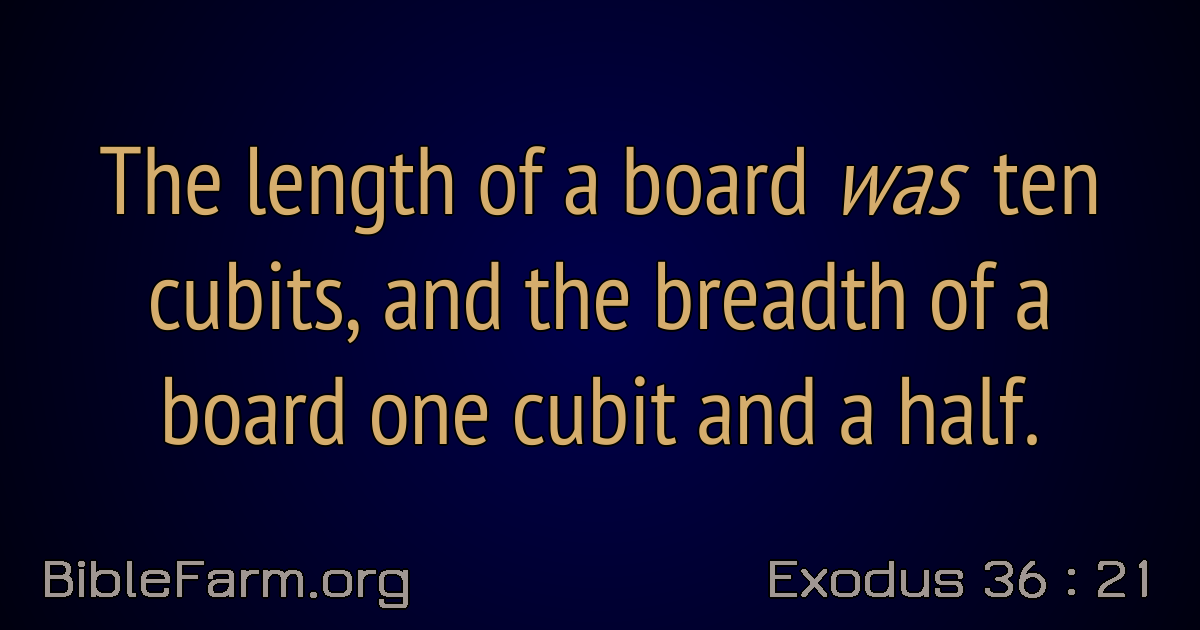 The length of a board was ten
cubits, and the breadth of a
board one cubit and a half.
BibleFarm.org
Exodus 36 : 21